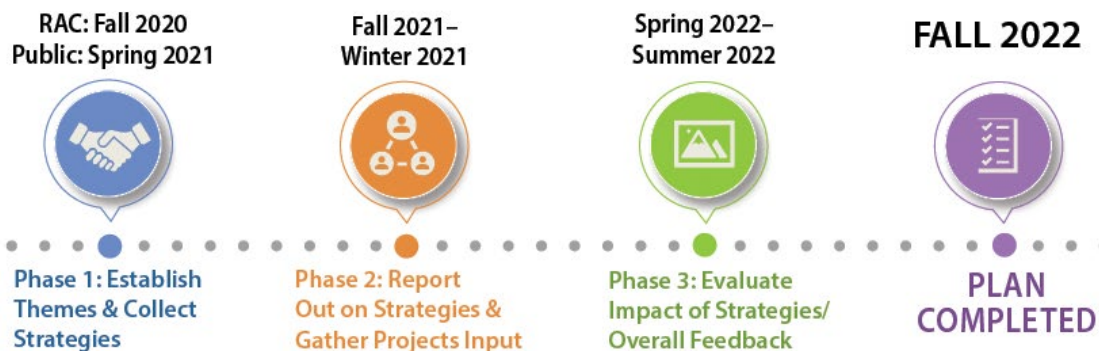 RAC: Fall 2020
Public: Spring 2021
Fall 2021–
Winter 2021
Spring 2022–
Summer 2022
FALL 2022
Phase 1: Establish
Themes & Collect
Strategies
Phase 2: Report
Out on Strategies &
Gather Projects Input
Phase 3: Evaluate
Impact of Strategies/
Overall Feedback
PLAN
COMPLETED